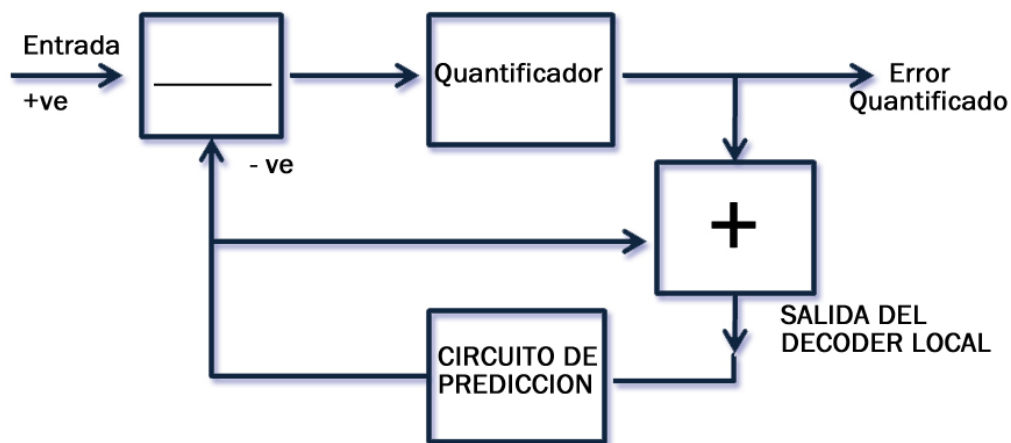 Entrada
+ve
Quantificador
Error
Quantificado
- ve
+
SALIDA DEL
DECODER LOCAL
CIRCUITO DE
PREDICCION